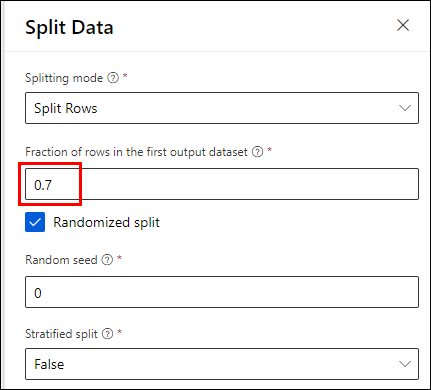 Split Data
Splitting mode *
Split Rows
Fraction of rows in the first output dataset *
0.7
Randomized split
Random seed *
0
Stratified split *
False